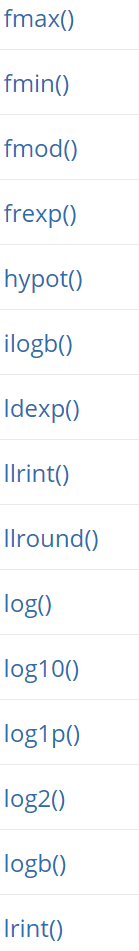 fmax()
fmin()
fmod()
frexp()
hypot()
ilogb()
ldexp()
llrint()
llround()
log()
log10()
log1p()
log2()
logb()
lrint()